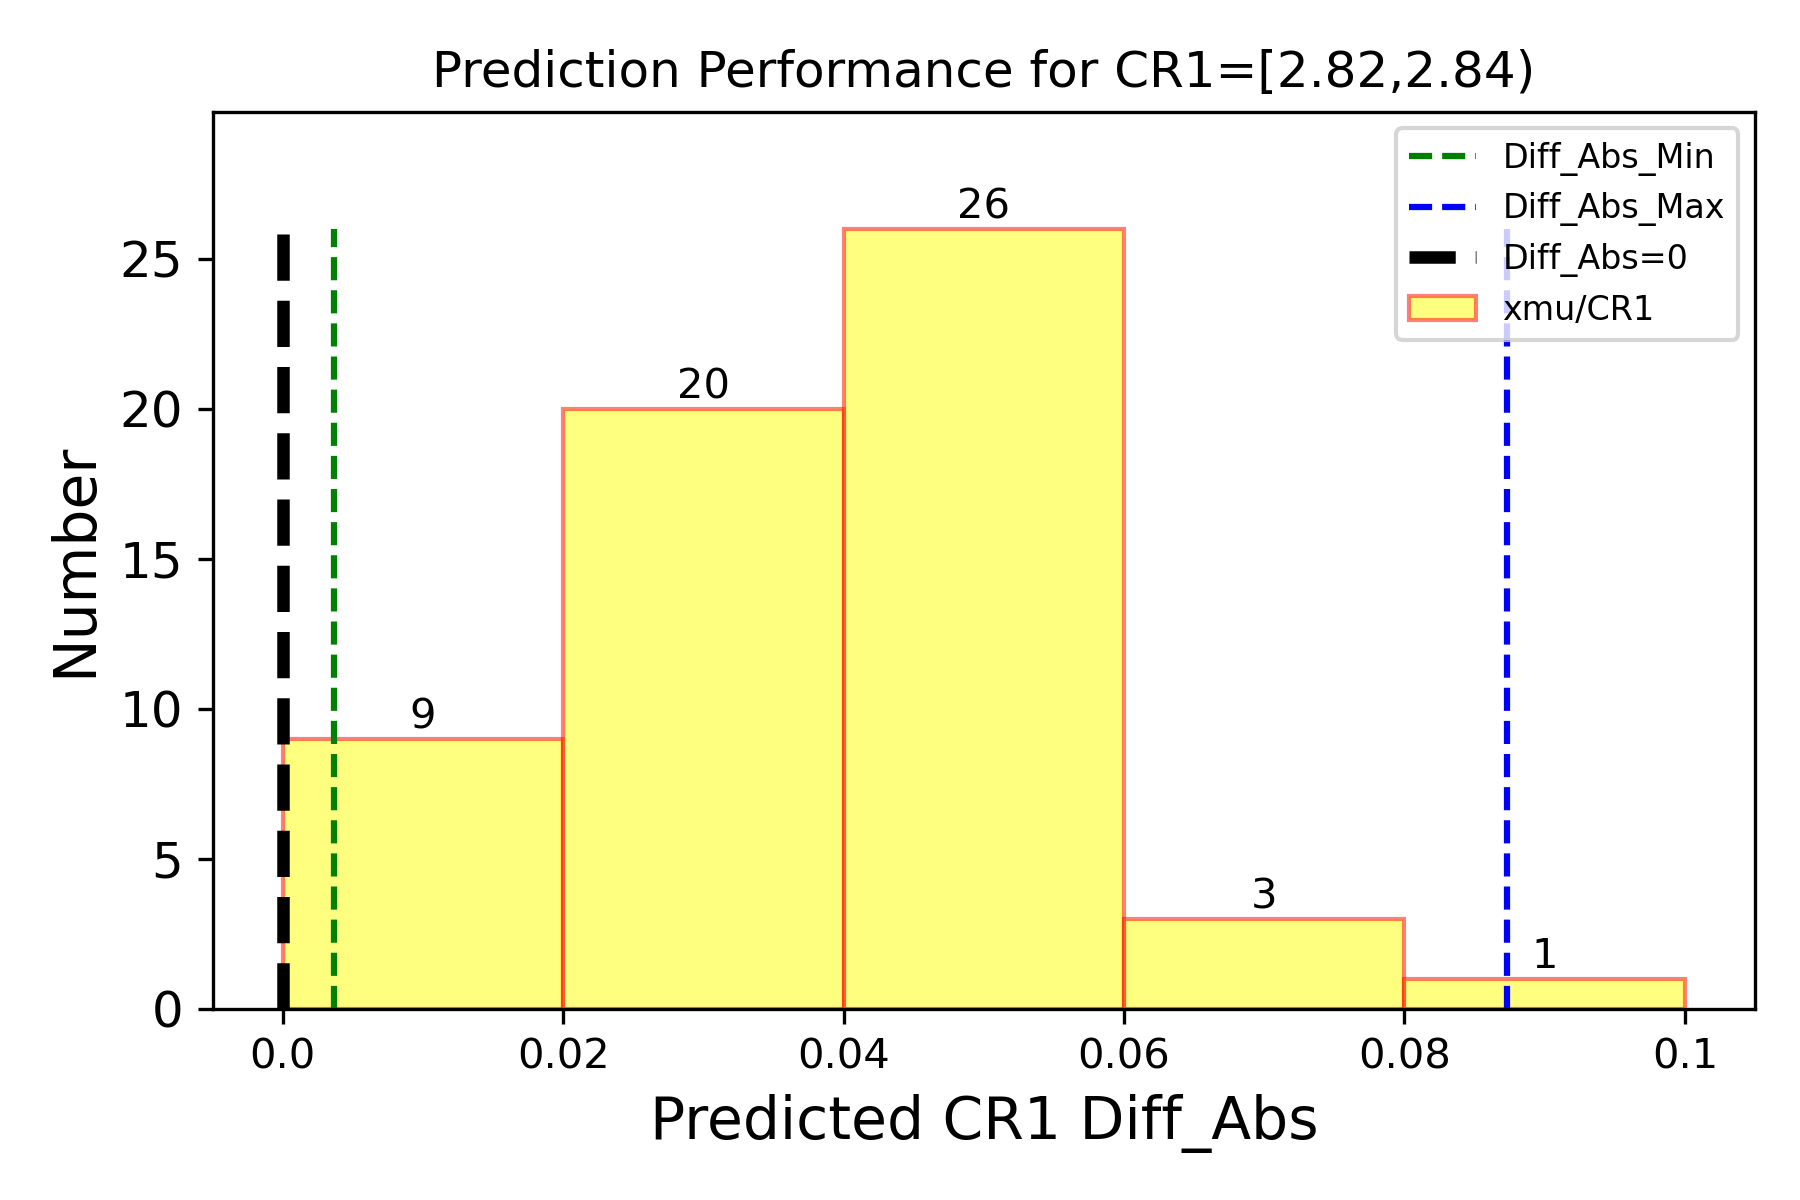 Prediction Performance for CR1=[2.82,2.84)
Diff_Abs_Min
Diff_Abs_Max
Diff_Abs=0
xmu/CR1
Number
25
20
15
10
5
0
9
20
26
3
1
0.0
0.02
0.04
0.06
0.08
0.1
Predicted CR1 Diff_Abs